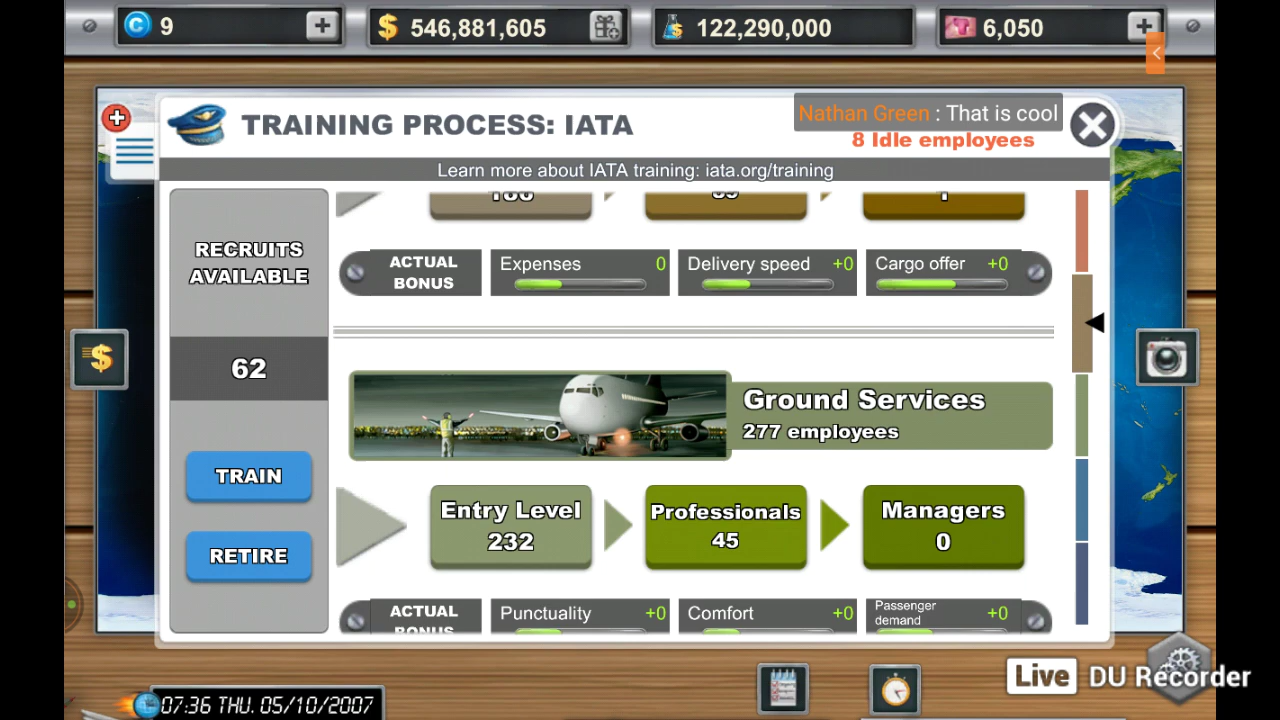 9
546,881,605
122,290,000
6,050
TRAINING PROCESS: IATA
Nathan Green : That is cool
8 Idle employees
Learn more about IATA training: iata.org/training
RECRUITS
AVAILABLE
62
TRAIN
RETIRE
ACTUAL
BONUS
Expenses 0
Delivery speed +0
Cargo offer +0
Ground Services
277 employees
Entry Level
232
Professionals
45
Managers
0
ACTUAL
BONUS
Punctuality +0
Comfort +0
Passenger
demand +0
Live DU Recorder
07:36 THU. 05/10/2007